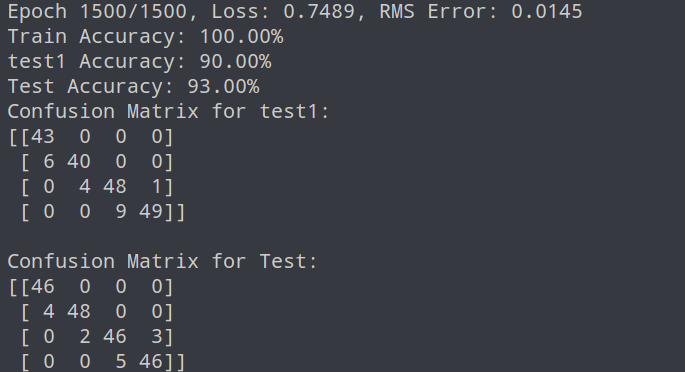 Epoch 1500/1500, Loss: 0.7489, RMS Error: 0.0145
Train Accuracy: 100.00%
test1 Accuracy: 90.00%
Test Accuracy: 93.00%
Confusion Matrix for test1:
[[43  0  0  0]
 [ 6 40  0  0]
 [ 0  4 48  1]
 [ 0  0  9 49]]

Confusion Matrix for Test:
[[46  0  0  0]
 [ 4 48  0  0]
 [ 0  2 46  3]
 [ 0  0  5 46]]